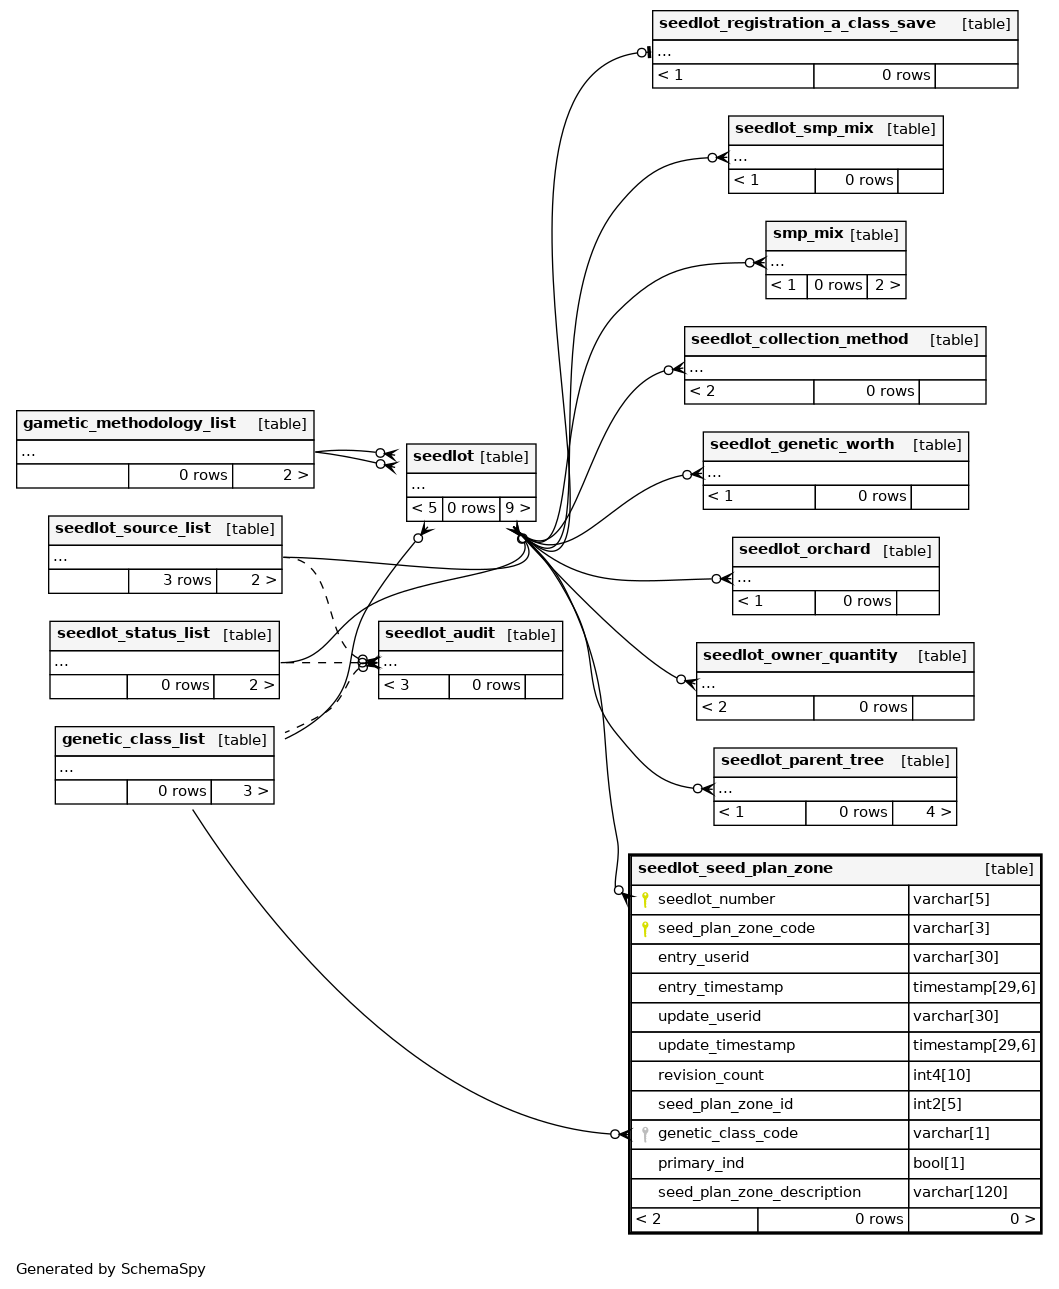 seedlot_registration_a_class_save [table]
...
< 1 0 rows
seedlot_smp_mix [table]
...
< 1 0 rows
smp_mix [table]
...
< 1 0 rows 2 >
seedlot_collection_method [table]
...
< 2 0 rows
gametic_methodology_list [table]
...
0 rows 2 >
seedlot [table]
...
< 5 0 rows 9 >
seedlot_genetic_worth [table]
...
< 1 0 rows
seedlot_source_list [table]
...
3 rows 2 >
seedlot_orchard [table]
...
< 1 0 rows
seedlot_status_list [table]
...
0 rows 2 >
seedlot_audit [table]
...
< 3 0 rows
seedlot_owner_quantity [table]
...
< 2 0 rows
genetic_class_list [table]
...
0 rows 3 >
seedlot_parent_tree [table]
...
< 1 0 rows 4 >
seedlot_seed_plan_zone [table]
seedlot_number varchar[5]
seed_plan_zone_code varchar[3]
entry_userid varchar[30]
entry_timestamp timestamp[29,6]
update_userid varchar[30]
update_timestamp timestamp[29,6]
revision_count int4[10]
seed_plan_zone_id int2[5]
genetic_class_code varchar[1]
primary_ind bool[1]
seed_plan_zone_description varchar[120]
< 2 0 rows 0 >
Generated by SchemaSpy